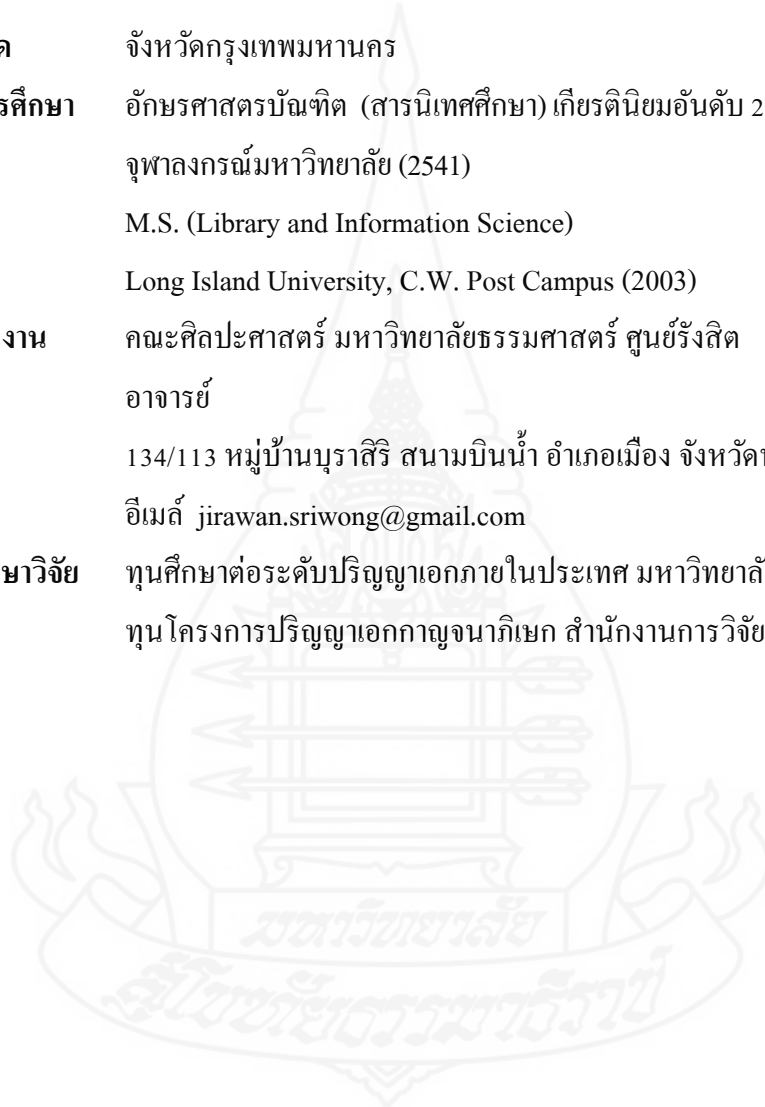 จังหวัดกรุงเทพมหานคร
อักษรศาสตรบัณฑิต (สารนิเทศศึกษา) เกียรตินิยมอันดับ 2
จุฬาลงกรณ์มหาวิทยาลัย (2541)
M.S. (Library and Information Science)
Long Island University, C.W. Post Campus (2003)
งาน คณะศิลปะศาสตร์ มหาวิทยาลัยธรรมศาสตร์ ศูนย์รังสิต
อาจารย์
134/113 หมู่บ้านบุราสิริ สนามบินน้ำ อำเภอเมือง จังหวัด
อีเมล์ jirawan.sriwong@gmail.com
ทุนศึกษาต่อระดับปริญญาเอกภายในประเทศ
ทุนโครงการปริญญาเอกกาญจนาภิเษก สำนักงานการวิจัย
มหาวิทยาลัย
สุโขทัยธรรมาธิราช